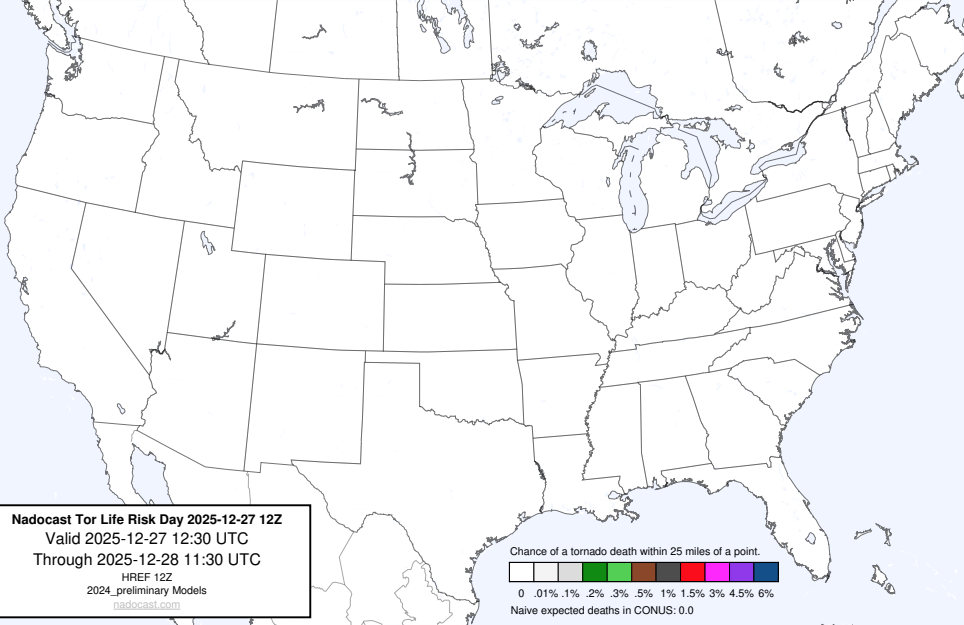 Nadocast Tor Life Risk Day 2025-12-27 12Z
Valid 2025-12-27 12:30 UTC
Through 2025-12-28 11:30 UTC
HREF 12Z
2024_preliminary Models
nadocast.com
Chance of a tornado death within 25 miles of a point.
0 .01% .1% .2% .3% .5% 1% 1.5% 3% 4.5% 6%
Naive expected deaths in CONUS: 0.0